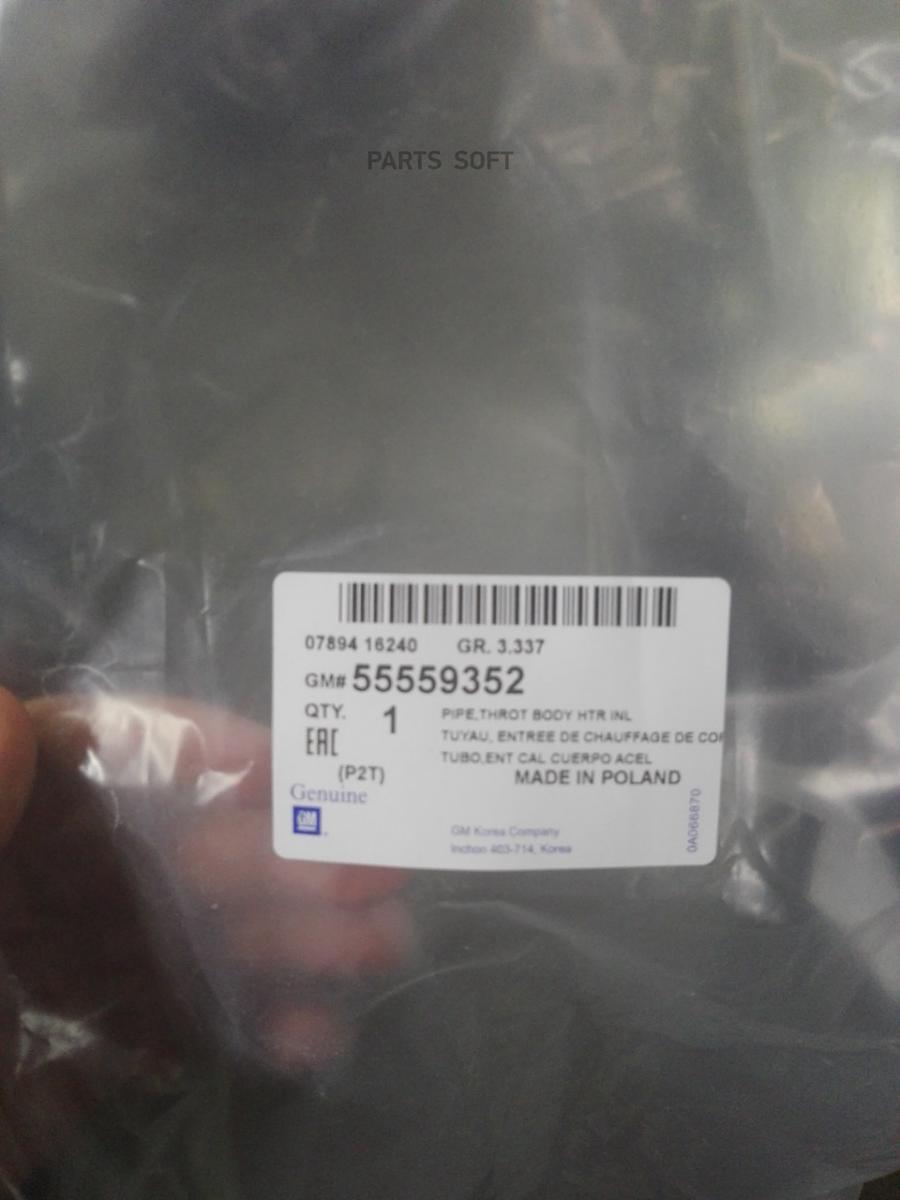 PARTS SOFT
07894 16240 GR. 3.337
GM# 55559352
QTY. 1
EAC
(P2T)
PIPE,THROT BODY HTR INL
TUYAU, ENTREE DE CHAUFFAGE DE COR
TUBO,ENT CAL CUERPO ACEL
MADE IN POLAND
Genuine
GM
GM Korea Company
Inchon 403-714, Korea
0A066870